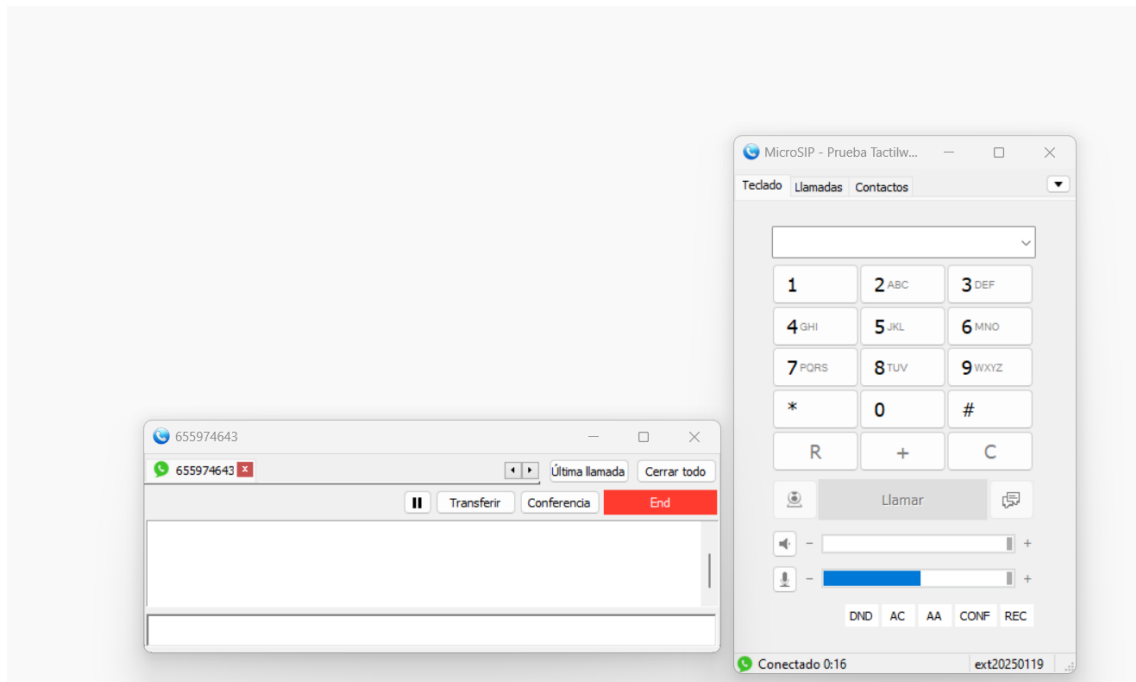 MicroSIP - Prueba Tactilw...
Teclado Llamadas Contactos
1 2 ABC 3 DEF
4 GHI 5 JKL 6 MNO
7 PQRS 8 TUV 9 WXYZ
* 0 #
R + C
Llamar
- +
- +
DND AC AA CONF REC
Conectado 0:16 ext20250119
655974643
655974643 x Última llamada Cerrar todo
Transferir Conferencia End